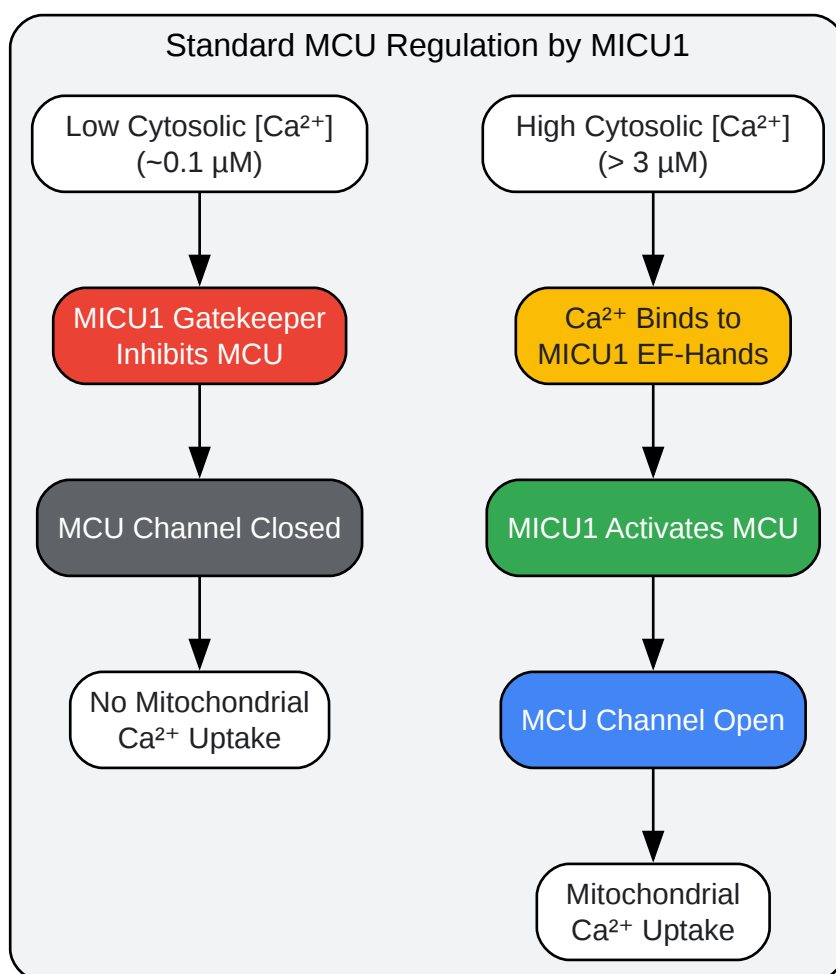 Standard MCU Regulation by MICU1
Low Cytosolic [Ca²⁺]
(~0.1 µM)
MICU1 Gatekeeper
Inhibits MCU
MCU Channel Closed
No Mitochondrial
Ca²⁺ Uptake
High Cytosolic [Ca²⁺]
(> 3 µM)
Ca²⁺ Binds to
MICU1 EF-Hands
MICU1 Activates MCU
MCU Channel Open
Mitochondrial
Ca²⁺ Uptake